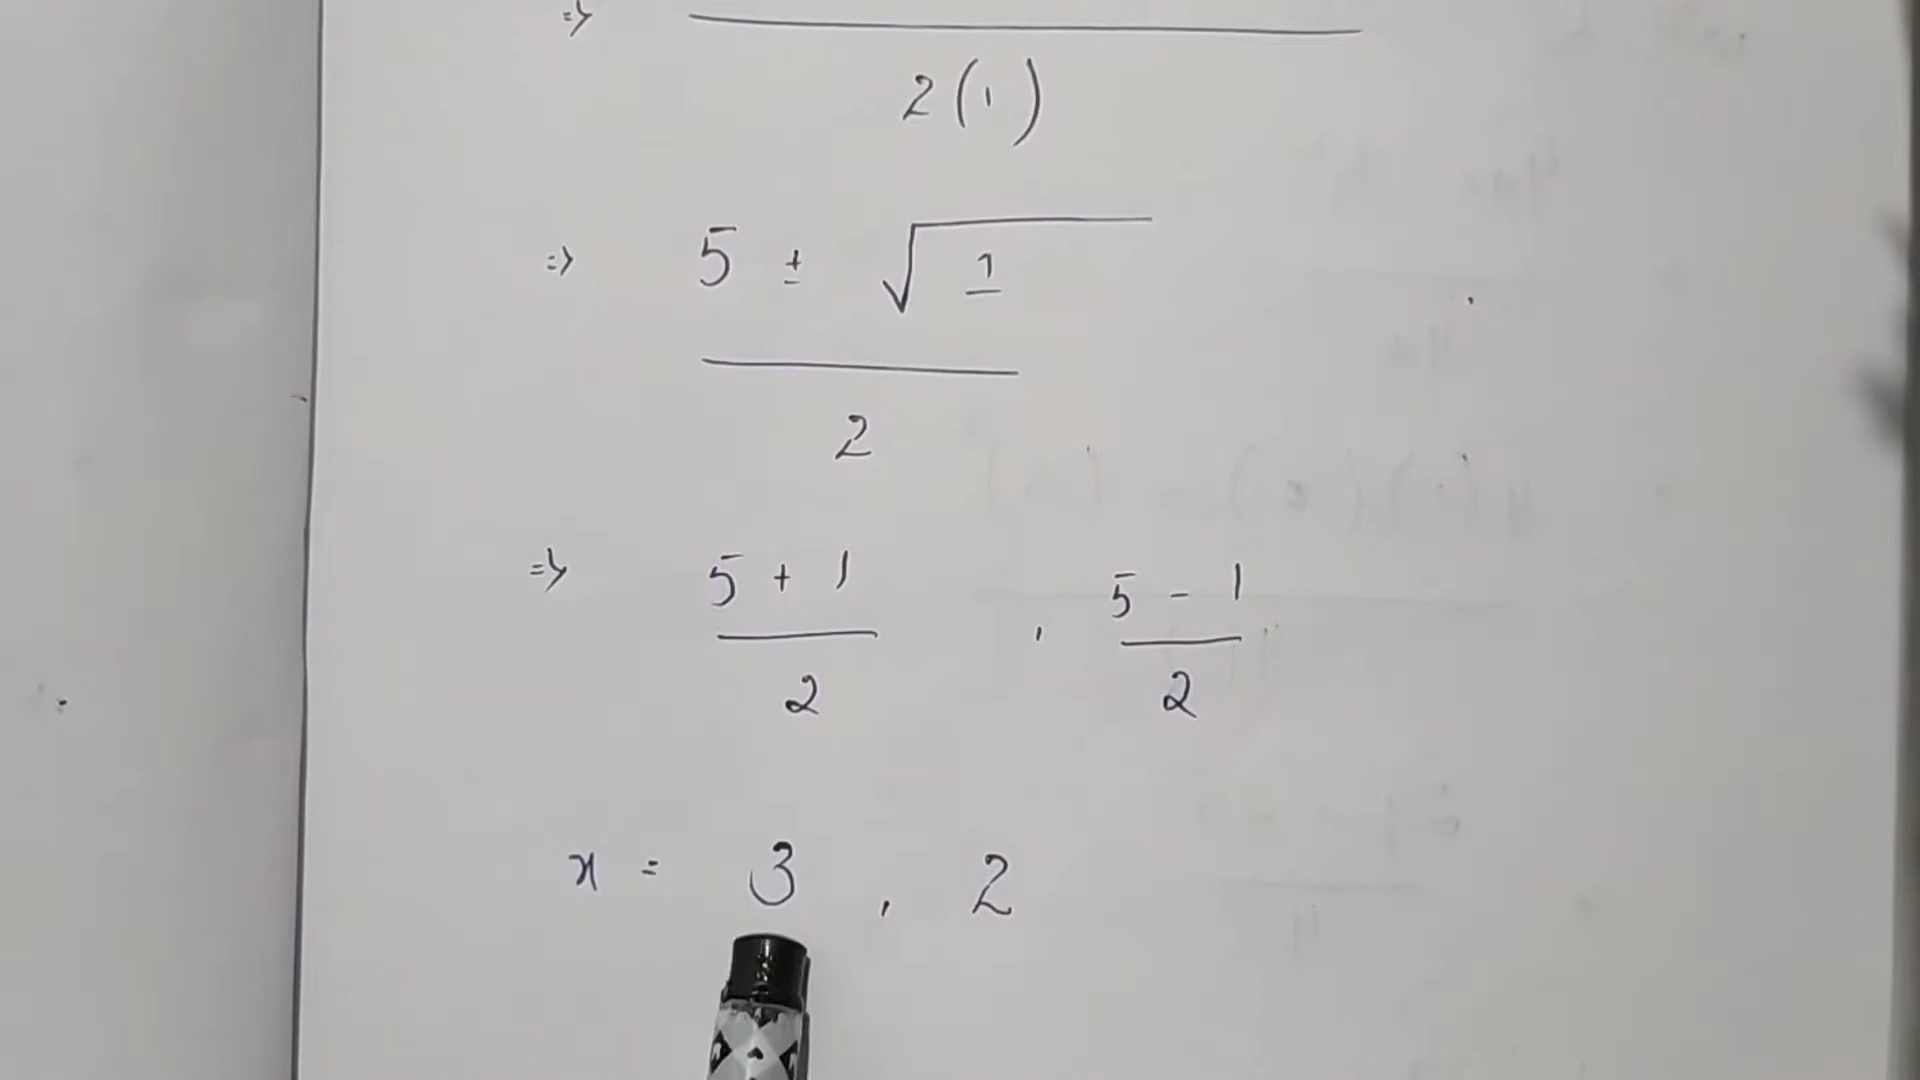 =>
2(1)
=> 5 ± √1
2
=> 5 + 1 , 5 - 1
2 2
x = 3 , 2